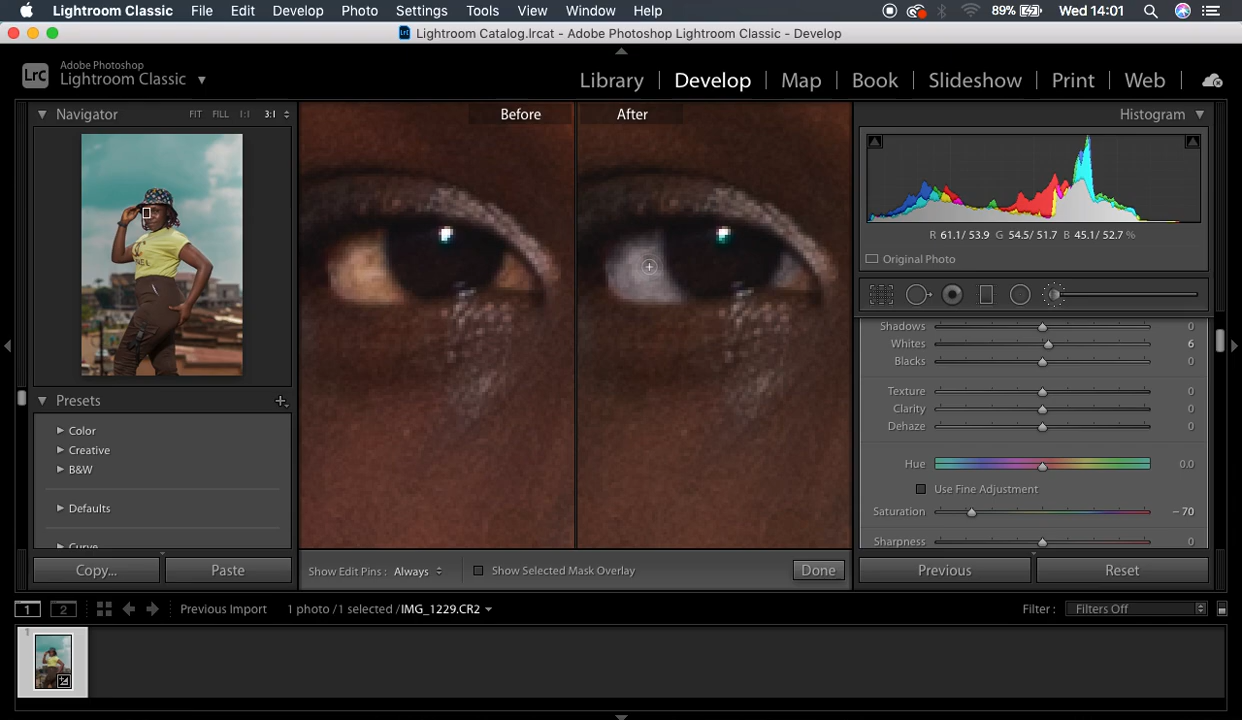 Lightroom Classic File Edit Develop Photo Settings Tools View Window Help 89% Wed 14:01
Lightroom Catalog.lrcat - Adobe Photoshop Lightroom Classic - Develop
LrC Adobe Photoshop
Lightroom Classic
Library | Develop | Map | Book | Slideshow | Print | Web
Navigator FIT FILL 1:1 3:1
Before
After
Histogram
R 61.1/ 53.9 G 54.5/ 51.7 B 45.1/ 52.7 %
Original Photo
Shadows 0
Whites 6
Blacks 0
Texture 0
Clarity 0
Dehaze 0
Hue 0.0
Use Fine Adjustment
Saturation – 70
Sharpness 0
Presets
Color
Creative
B&W
Defaults
Curve
Copy... Paste
Show Edit Pins : Always Show Selected Mask Overlay Done
Previous Reset
1 2 Previous Import 1 photo /1 selected /IMG_1229.CR2 Filter : Filters Off
1